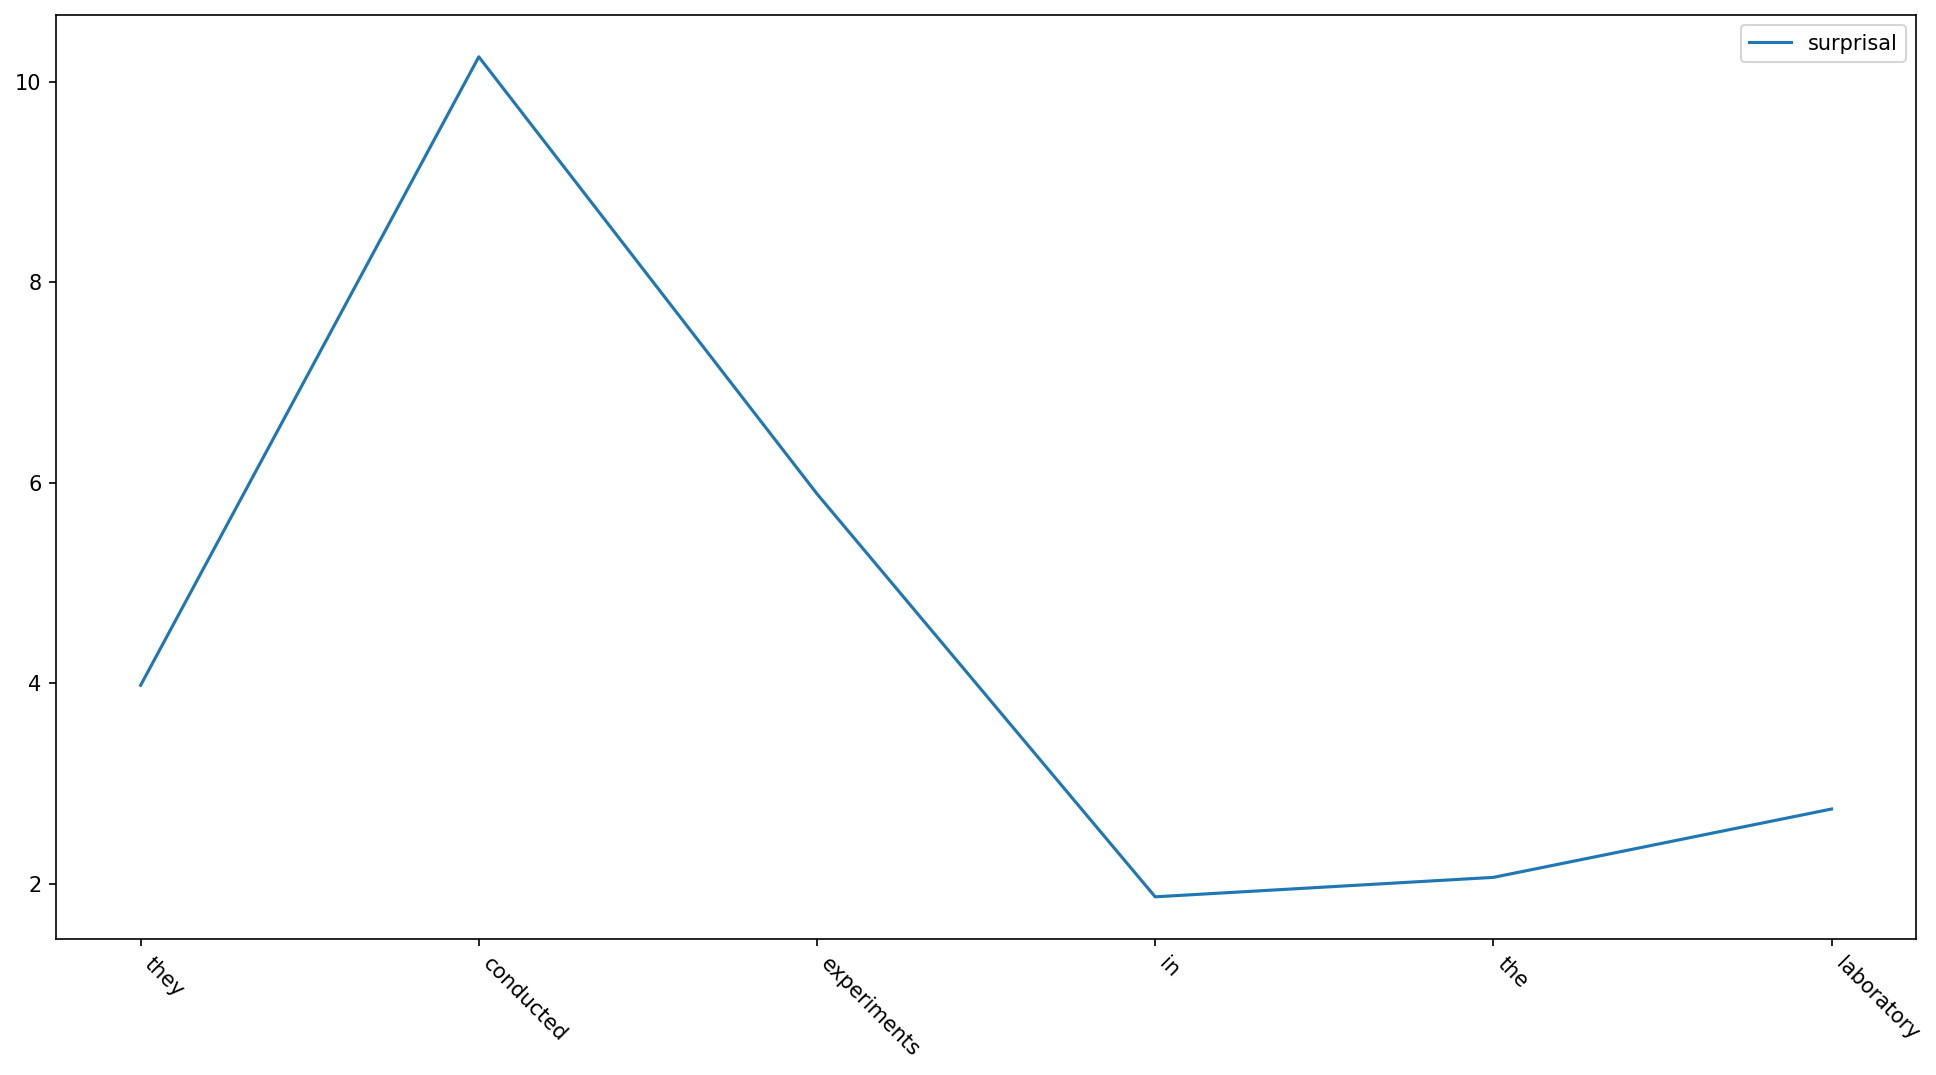 surprisal
10
8
6
4
2
they
conducted
experiments
in
the
laboratory